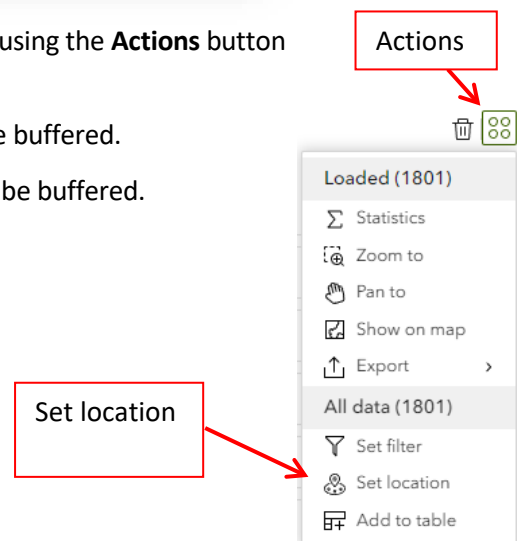 using the Actions button
Actions
e buffered.
be buffered.
Loaded (1801)
Statistics
Zoom to
Pan to
Show on map
Export >
All data (1801)
Set filter
Set location
Set location
Add to table